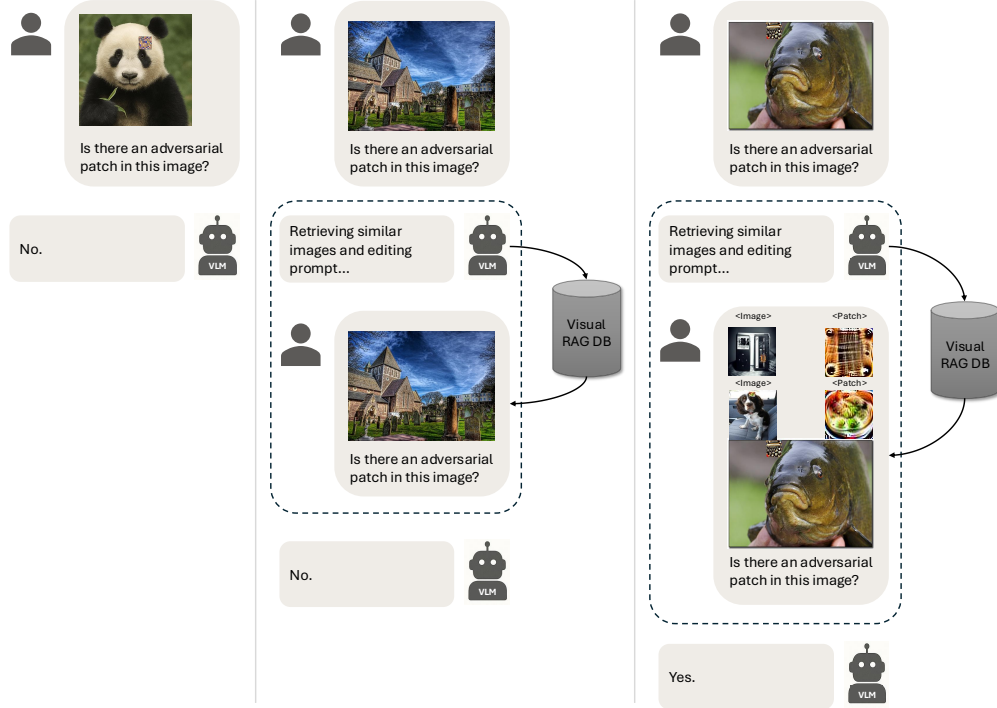 Is there an adversarial
patch in this image?
No.
VLM
Is there an adversarial
patch in this image?
Retrieving similar
images and editing
prompt...
VLM
Visual
RAG DB
Is there an adversarial
patch in this image?
No.
VLM
Is there an adversarial
patch in this image?
Retrieving similar
images and editing
prompt...
VLM
<Image> <Patch>
Visual
RAG DB
<Image> <Patch>
Is there an adversarial
patch in this image?
Yes.
VLM